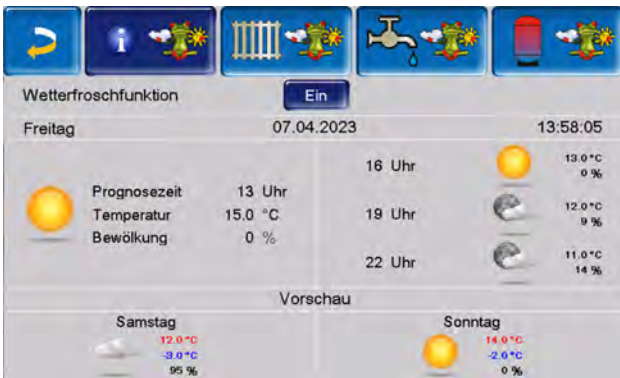 i
Wetterfroschfunktion Ein
Freitag 07.04.2023 13:58:05
Prognosezeit 13 Uhr
Temperatur 15.0 °C
Bewölkung 0 %
16 Uhr 13.0°C
0 %
19 Uhr 12.0°C
9 %
22 Uhr 11.0°C
14 %
Vorschau
Samstag
12.0°C
-3.0°C
95 %
Sonntag
14.0°C
-2.0°C
0 %